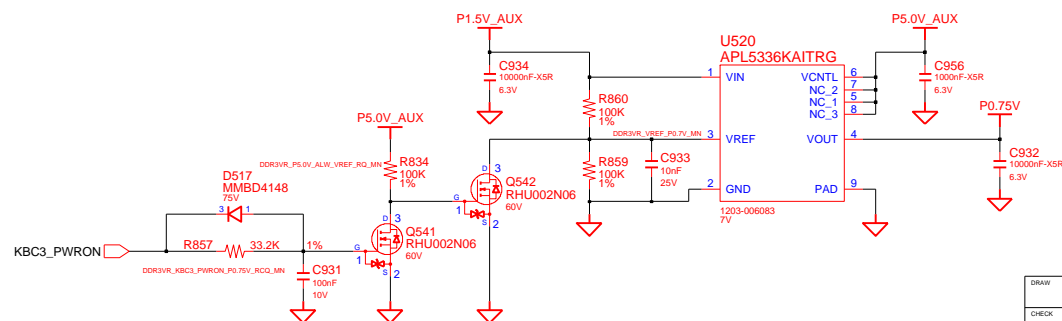 P1.5V_AUX
P5.0V_AUX
U520
APL5336KAITRG
C934
10000nF-X5R
6.3V
1
VIN
VCNTL
6
NC_2
7
NC_1
5
NC_3
8
C956
10000nF-X5R
6.3V
R860
100K
1%
P0.75V
P5.0V_AUX
DDR3VR_VREF_P0.7V_MN
3
VREF
VOUT
4
DDR3VR_P5.0V_ALW_VREF_RQ_MN
R834
100K
1%
R859
100K
1%
C933
10nF
25V
C932
10000nF-X5R
6.3V
D517
MMBD4148
75V
3
1
D
3
Q542
RHU002N06
60V
G
1
S
2
2
GND
PAD
9
1203-006083
7V
KBC3_PWRON
R857
33.2K
1%
DDR3VR_KBC3_PWRON_P0.75V_RCQ_MN
C931
100nF
10V
D
3
Q541
RHU002N06
60V
G
1
S
2
DRAW
CHECK